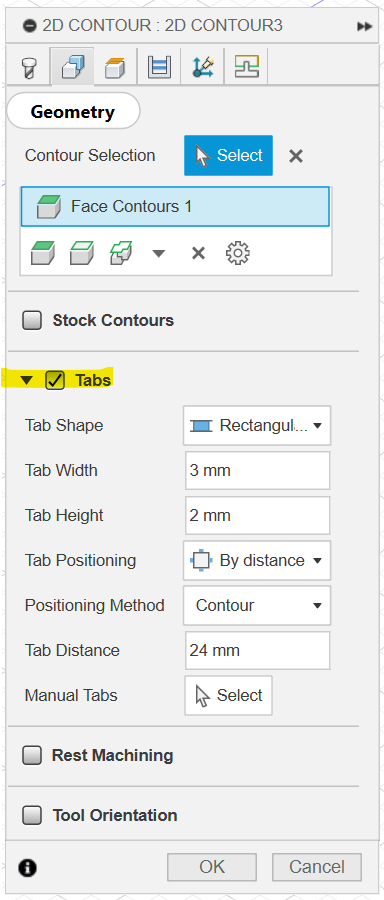 2D CONTOUR : 2D CONTOUR3
Geometry
Contour Selection Select
Face Contours 1
Stock Contours
Tabs
Tab Shape Rectangul...
Tab Width 3 mm
Tab Height 2 mm
Tab Positioning By distance
Positioning Method Contour
Tab Distance 24 mm
Manual Tabs Select
Rest Machining
Tool Orientation
OK Cancel